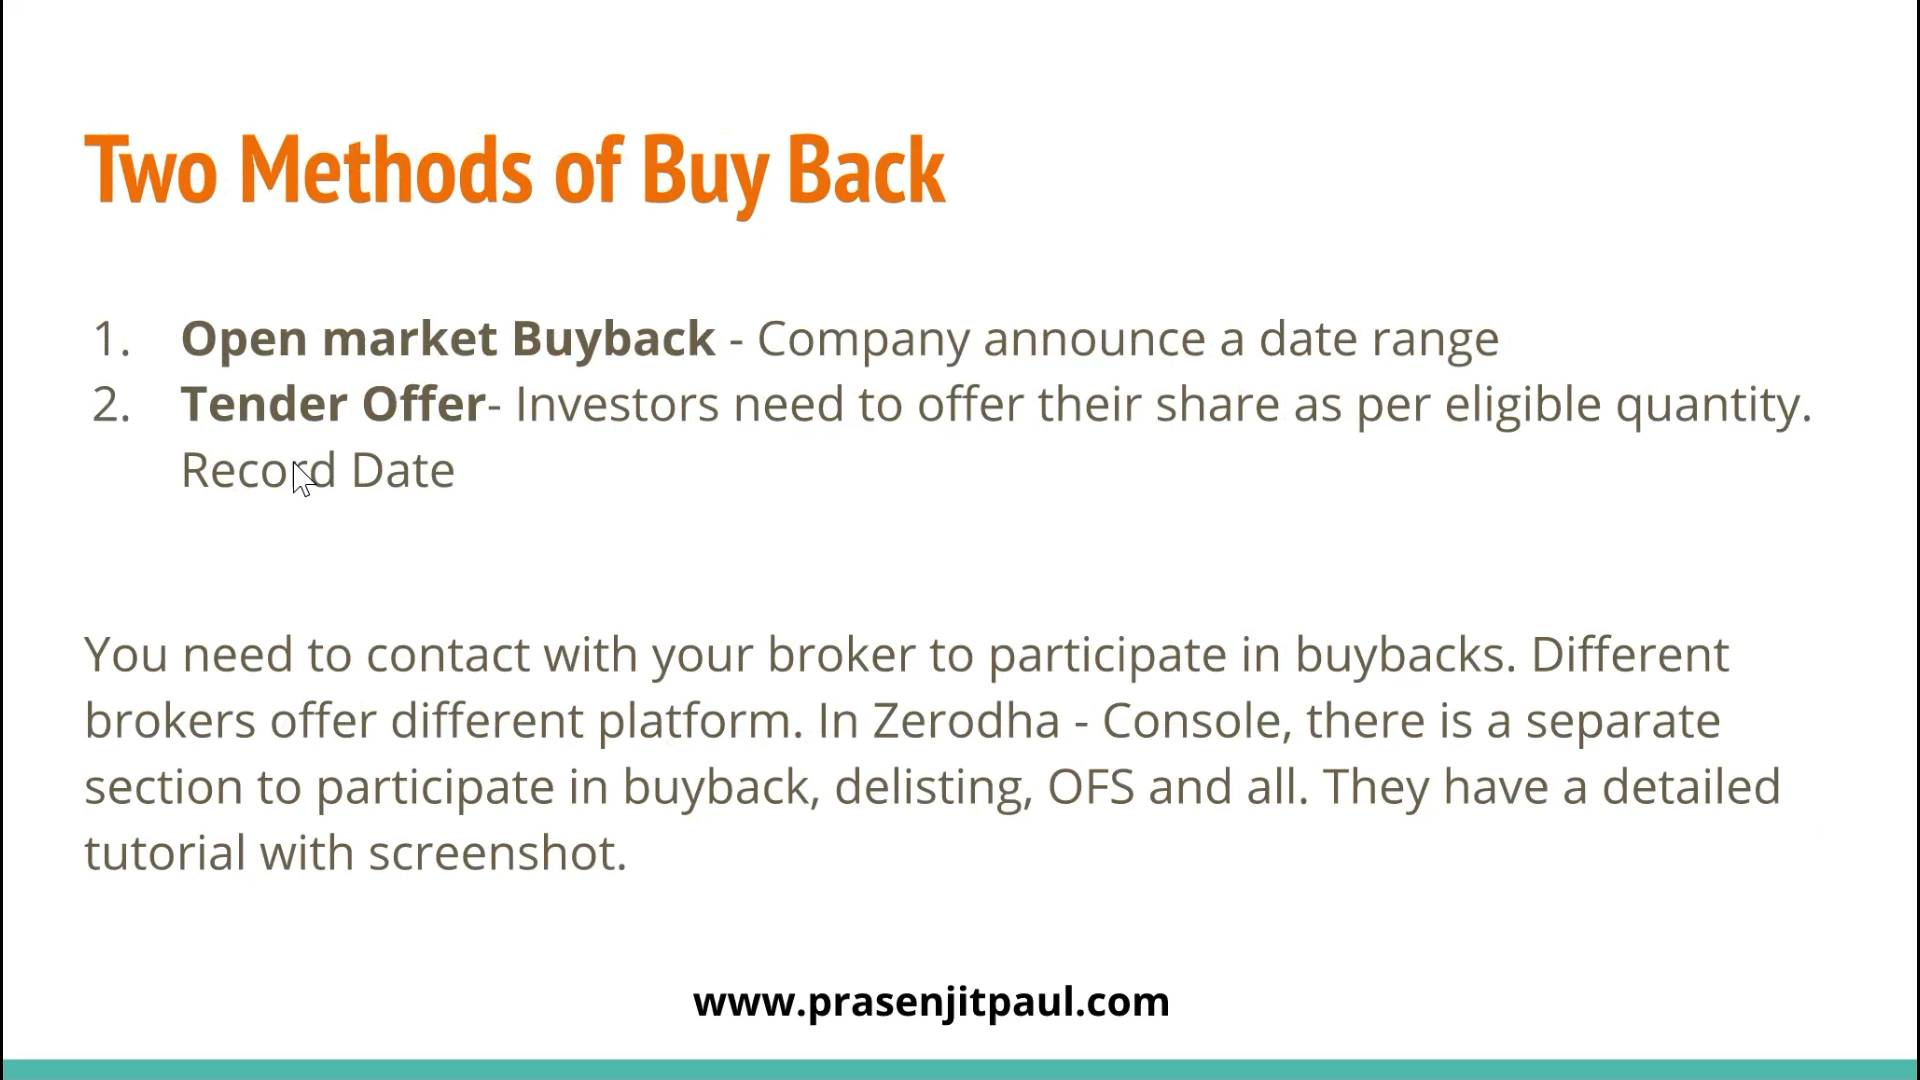 Two Methods of Buy Back
1. Open market Buyback - Company announce a date range
2. Tender Offer- Investors need to offer their share as per eligible quantity.
Record Date
You need to contact with your broker to participate in buybacks. Different
brokers offer different platform. In Zerodha - Console, there is a separate
section to participate in buyback, delisting, OFS and all. They have a detailed
tutorial with screenshot.
www.prasenjitpaul.com